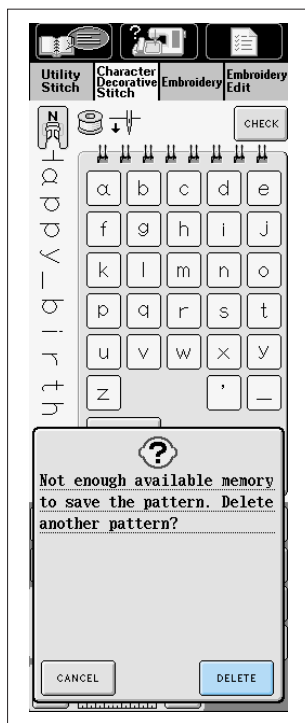 Utility Stitch
Character Decorative Stitch
Embroidery
Embroidery Edit
N
CHECK
Happy_birth
a b c d e
f g h i j
k l m n o
p q r s t
u v w x y
z ' _
?
Not enough available memory
to save the pattern. Delete
another pattern?
CANCEL
DELETE